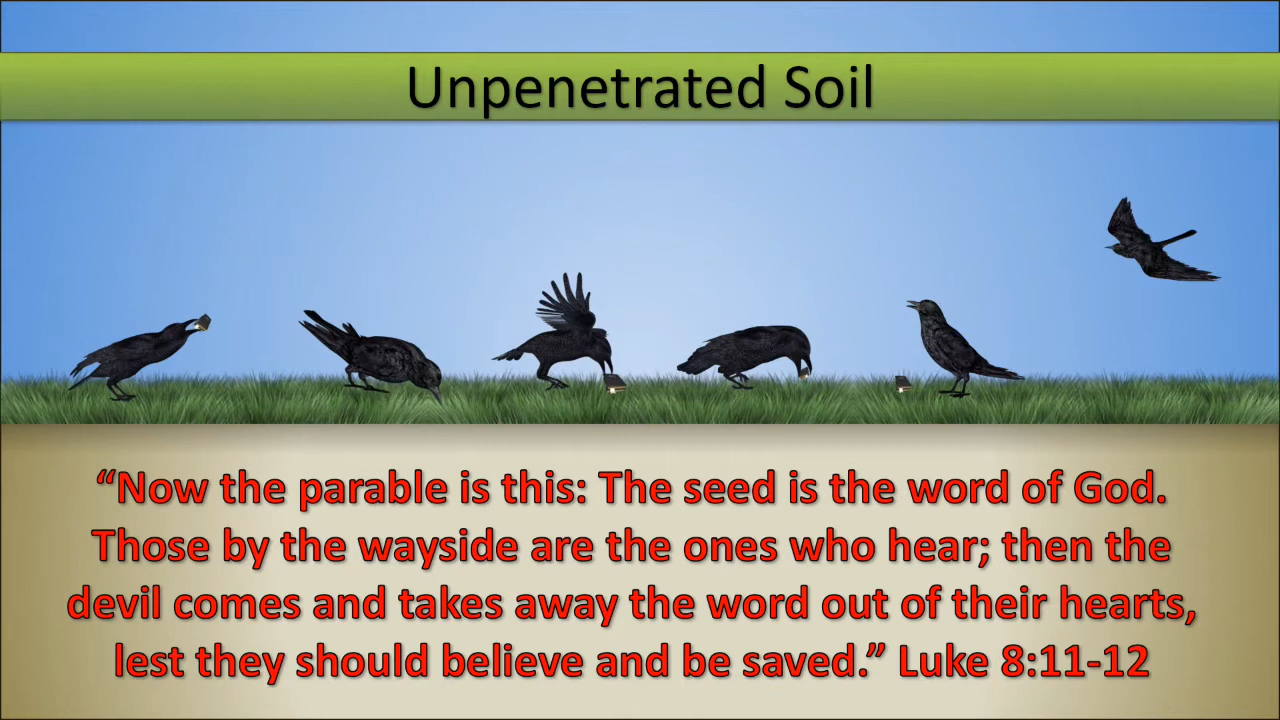 Unpenetrated Soil
“Now the parable is this: The seed is the word of God.
Those by the wayside are the ones who hear; then the
devil comes and takes away the word out of their hearts,
lest they should believe and be saved.” Luke 8:11-12